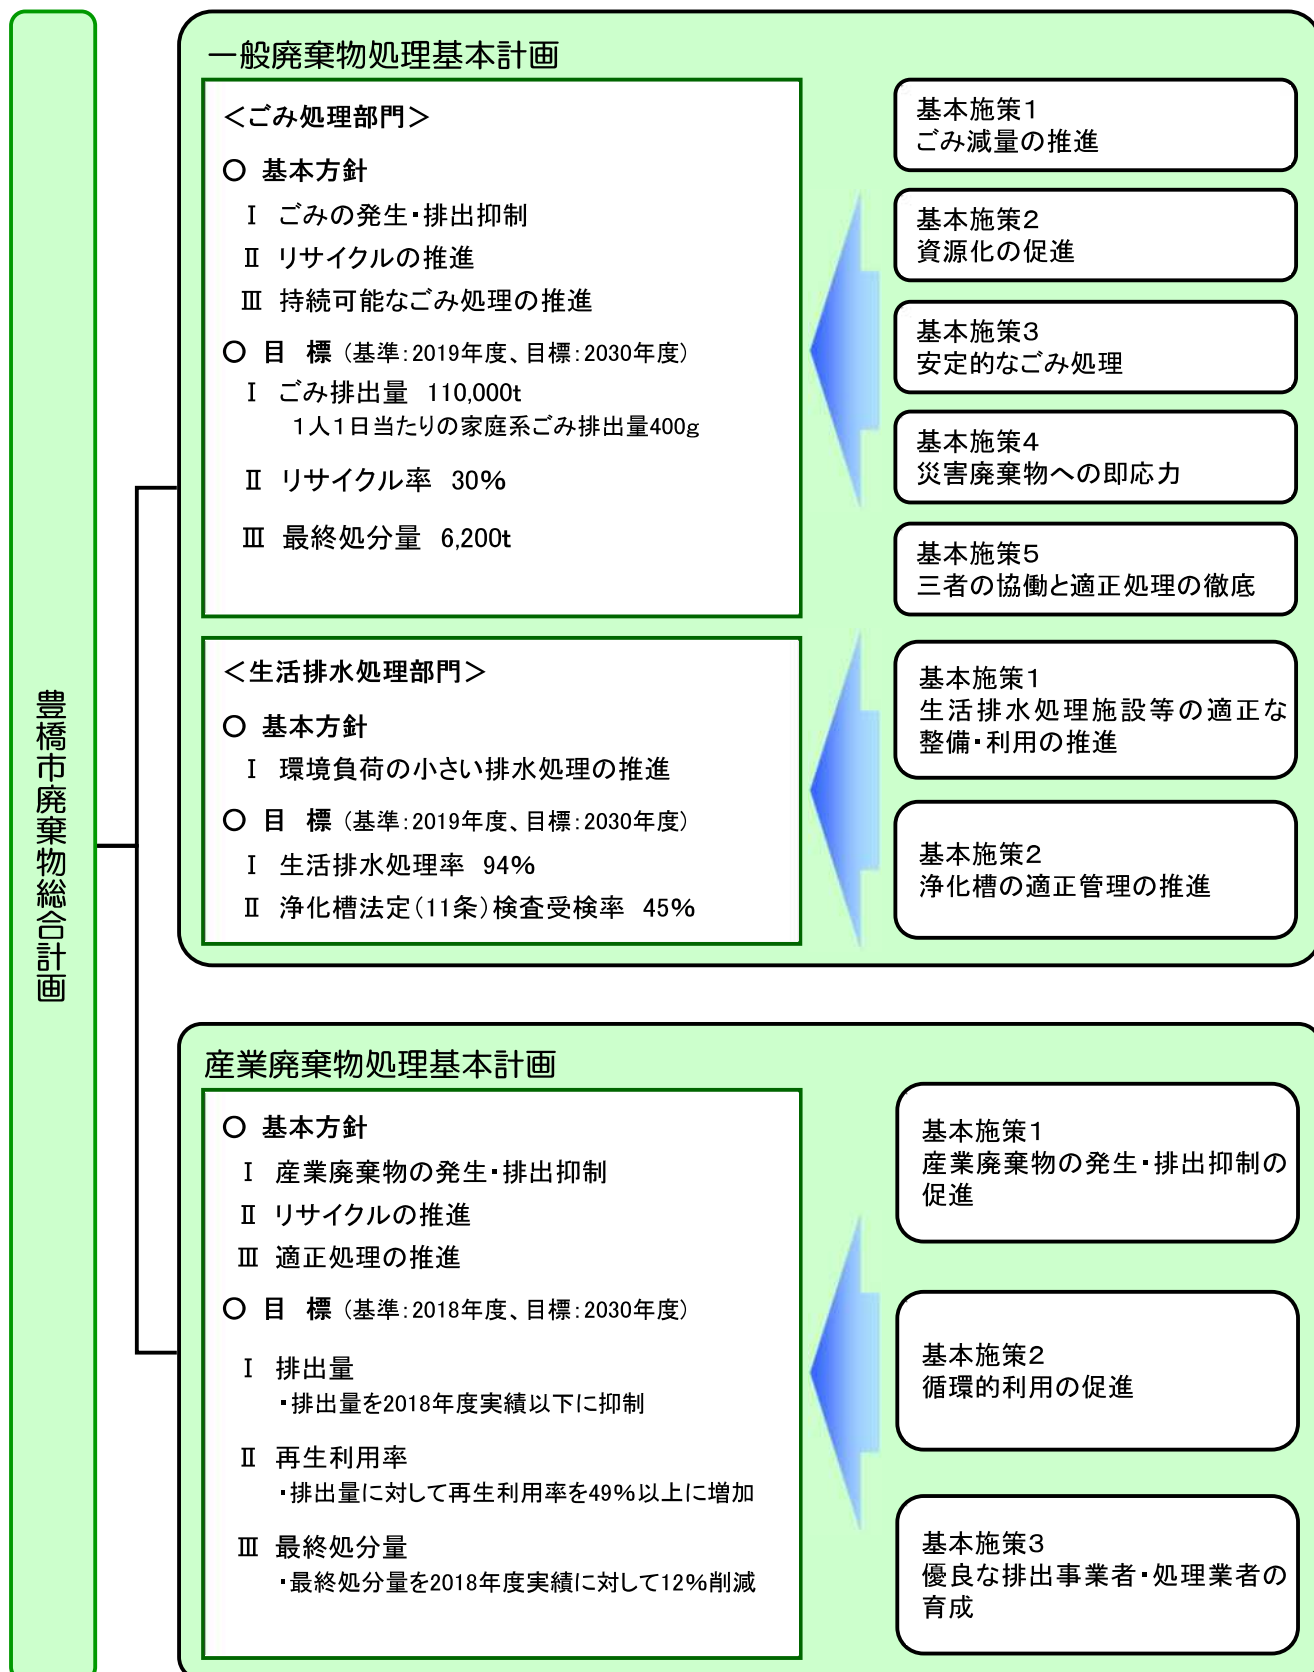 豊橋市廃棄物総合計画
一般廃棄物処理基本計画
＜ごみ処理部門＞
○ 基本方針
Ⅰ ごみの発生・排出抑制
Ⅱ リサイクルの推進
Ⅲ 持続可能なごみ処理の推進
○ 目 標（基準：2019年度、目標：2030年度）
Ⅰ ごみ排出量 110,000t
１人１日当たりの家庭系ごみ排出量400g
Ⅱ リサイクル率 30%
Ⅲ 最終処分量 6,200t
基本施策１
ごみ減量の推進
基本施策２
資源化の促進
基本施策３
安定的なごみ処理
基本施策４
災害廃棄物への即応力
基本施策５
三者の協働と適正処理の徹底
＜生活排水処理部門＞
○ 基本方針
Ⅰ 環境負荷の小さい排水処理の推進
○ 目 標（基準：2019年度、目標：2030年度）
Ⅰ 生活排水処理率 94%
Ⅱ 浄化槽法定（11条）検査受検率 45%
基本施策１
生活排水処理施設等の適正な
整備・利用の推進
基本施策２
浄化槽の適正管理の推進
産業廃棄物処理基本計画
○ 基本方針
Ⅰ 産業廃棄物の発生・排出抑制
Ⅱ リサイクルの推進
Ⅲ 適正処理の推進
○ 目 標（基準：2018年度、目標：2030年度）
Ⅰ 排出量
・排出量を2018年度実績以下に抑制
Ⅱ 再生利用率
・排出量に対して再生利用率を49%以上に増加
Ⅲ 最終処分量
・最終処分量を2018年度実績に対して12%削減
基本施策１
産業廃棄物の発生・排出抑制の
促進
基本施策２
循環的利用の促進
基本施策３
優良な排出事業者・処理業者の
育成